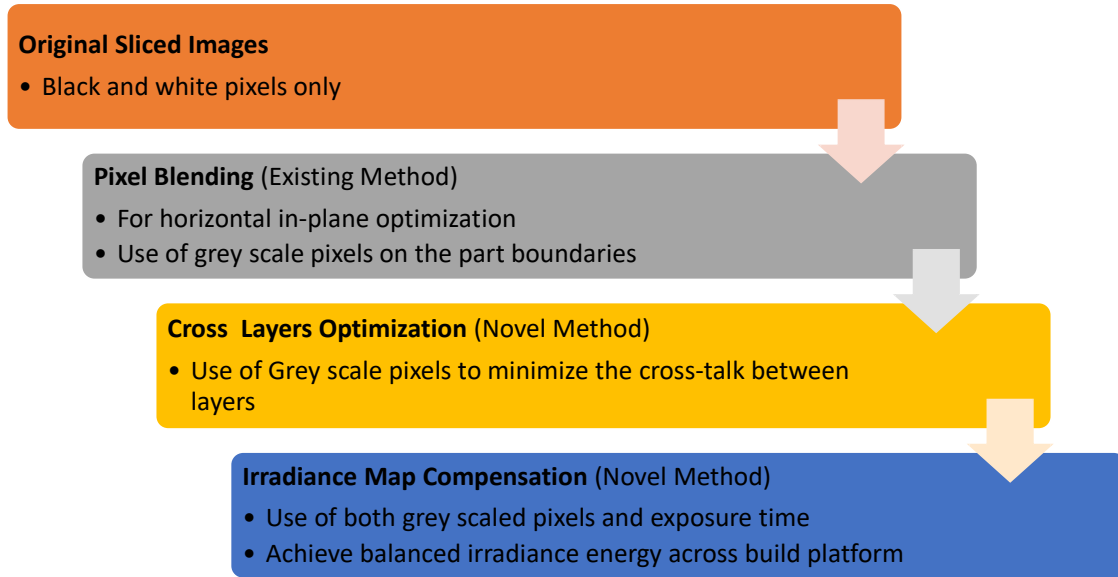 Original Sliced Images
• Black and white pixels only
Pixel Blending (Existing Method)
• For horizontal in-plane optimization
• Use of grey scale pixels on the part boundaries
Cross  Layers Optimization (Novel Method)
• Use of Grey scale pixels to minimize the cross-talk between
layers
Irradiance Map Compensation (Novel Method)
• Use of both grey scaled pixels and exposure time
• Achieve balanced irradiance energy across build platform